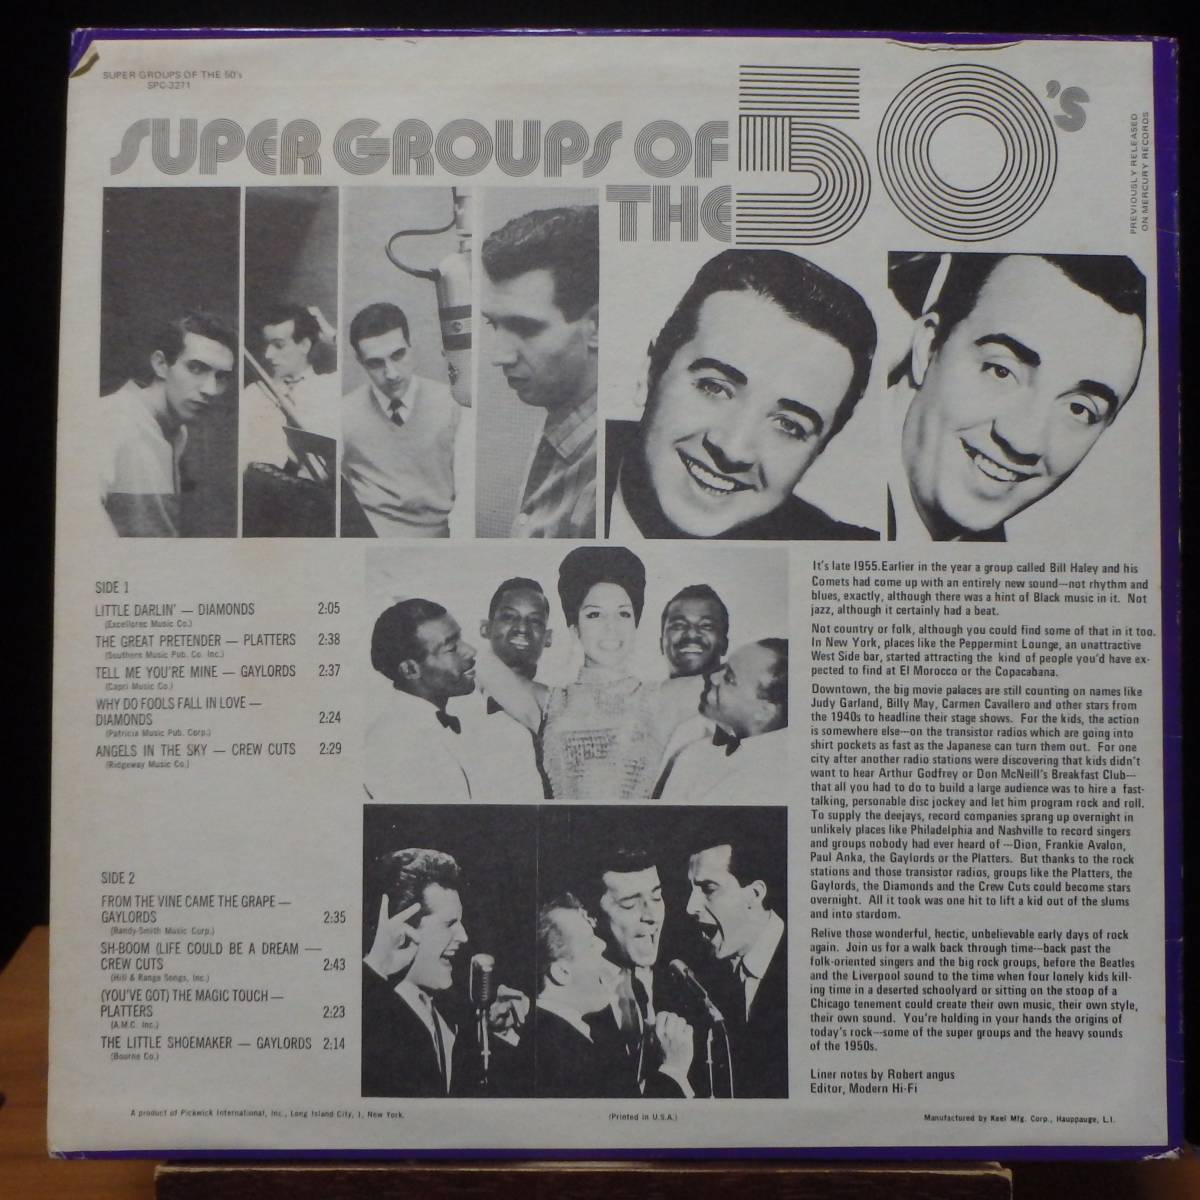 SUPER GROUPS OF THE 50's
SPC-3271
SUPER GROUPS OF
THE
50's
PREVIOUSLY RELEASED
ON MERCURY RECORDS
SIDE 1
LITTLE DARLIN' — DIAMONDS 2:05
(Excellorec Music Co.)
THE GREAT PRETENDER — PLATTERS 2:38
(Southern Music Pub. Co. Inc.)
TELL ME YOU'RE MINE — GAYLORDS 2:37
(Capri Music Co.)
WHY DO FOOLS FALL IN LOVE —
DIAMONDS 2:24
(Patricia Music Pub. Corp.)
ANGELS IN THE SKY — CREW CUTS 2:29
(Ridgeway Music Co.)
SIDE 2
FROM THE VINE CAME THE GRAPE —
GAYLORDS 2:35
(Randy-Smith Music Corp.)
SH-BOOM (LIFE COULD BE A DREAM —
CREW CUTS 2:43
(Hill & Range Songs, Inc.)
(YOU'VE GOT) THE MAGIC TOUCH —
PLATTERS 2:23
(A.M.C. Inc.)
THE LITTLE SHOEMAKER — GAYLORDS 2:14
(Bourne Co.)
It's late 1955.Earlier in the year a group called Bill Haley and his
Comets had come up with an entirely new sound—not rhythm and
blues, exactly, although there was a hint of Black music in it. Not
jazz, although it certainly had a beat.
Not country or folk, although you could find some of that in it too.
In New York, places like the Peppermint Lounge, an unattractive
West Side bar, started attracting the kind of people you'd have ex-
pected to find at El Morocco or the Copacabana.
Downtown, the big movie palaces are still counting on names like
Judy Garland, Billy May, Carmen Cavallero and other stars from
the 1940s to headline their stage shows. For the kids, the action
is somewhere else—on the transistor radios which are going into
shirt pockets as fast as the Japanese can turn them out. For one
city after another radio stations were discovering that kids didn't
want to hear Arthur Godfrey or Don McNeill's Breakfast Club—
that all you had to do to build a large audience was to hire a fast-
talking, personable disc jockey and let him program rock and roll.
To supply the deejays, record companies sprang up overnight in
unlikely places like Philadelphia and Nashville to record singers
and groups nobody had ever heard of —Dion, Frankie Avalon,
Paul Anka, the Gaylords or the Platters. But thanks to the rock
stations and those transistor radios, groups like the Platters, the
Gaylords, the Diamonds and the Crew Cuts could become stars
overnight. All it took was one hit to lift a kid out of the slums
and into stardom.
Relive those wonderful, hectic, unbelievable early days of rock
again. Join us for a walk back through time—back past the
folk-oriented singers and the big rock groups, before the Beatles
and the Liverpool sound to the time when four lonely kids kill-
ing time in a deserted schoolyard or sitting on the stoop of a
Chicago tenement could create their own music, their own style,
their own sound. You're holding in your hands the origins of
today's rock—some of the super groups and the heavy sounds
of the 1950s.
Liner notes by Robert angus
Editor, Modern Hi-Fi
A product of Pickwick International, Inc., Long Island City, 1, New York.
(Printed in U.S.A.)
Manufactured by Keel Mfg. Corp., Hauppauge, L.I.